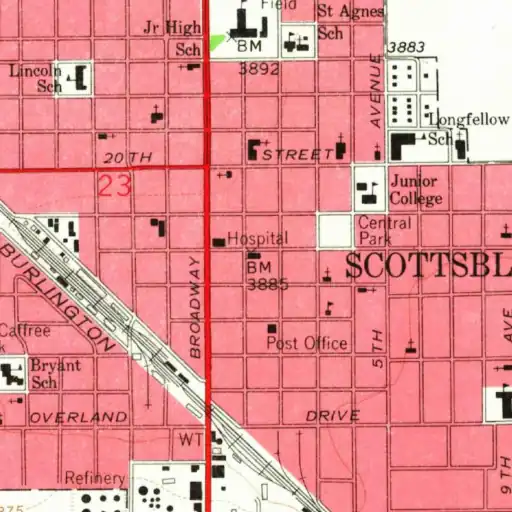 Field
St Agnes
Sch
Jr High
Sch
BM
3892
3883
Lincoln
Sch
AVENUE
Longfellow
Sch
20TH STREET
23
Junior
College
Central
Park
Hospital
SCOTTSBL
BM
3885
BURLINGTON
BROADWAY
Caffree
k
Post Office
5TH
AVE
Bryant
Sch
OVERLAND DRIVE
WT
Refinery
9TH
3875